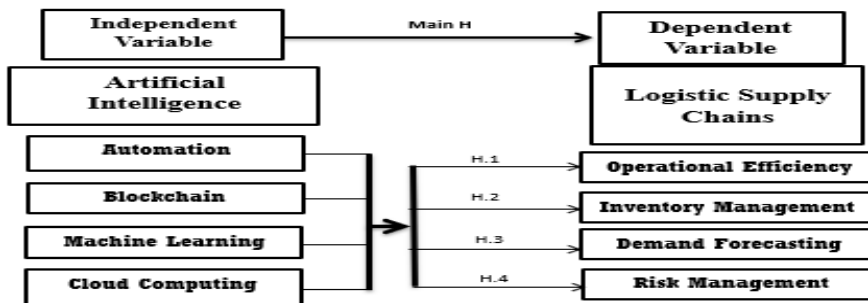 Independent
Variable
Main H
Dependent
Variable
Artificial
Intelligence
Logistic Supply
Chains
Automation
H.1
Operational Efficiency
Blockchain
H.2
Inventory Management
Machine Learning
H.3
Demand Forecasting
Cloud Computing
H.4
Risk Management